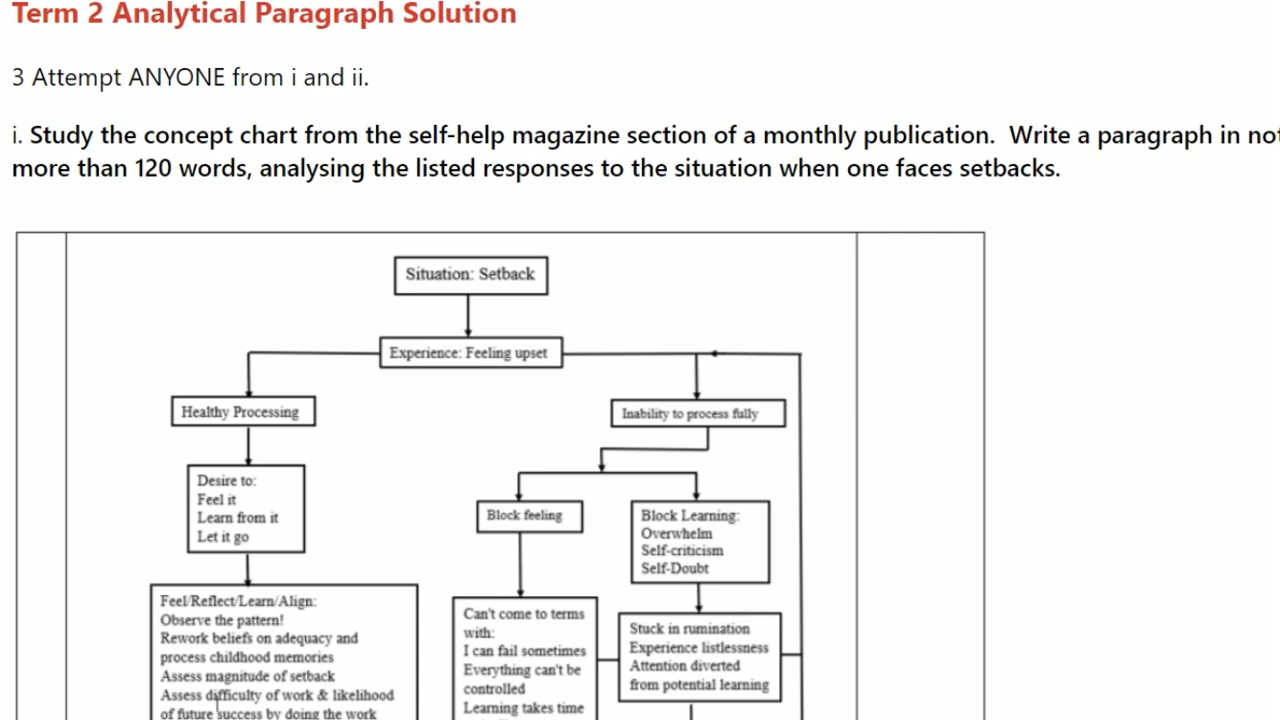 Term 2 Analytical Paragraph Solution
3 Attempt ANYONE from i and ii.
i. Study the concept chart from the self-help magazine section of a monthly publication. Write a paragraph in not
more than 120 words, analysing the listed responses to the situation when one faces setbacks.
Situation: Setback
Experience: Feeling upset
Healthy Processing
Inability to process fully
Desire to:
Feel it
Learn from it
Let it go
Block feeling
Block Learning:
Overwhelm
Self-criticism
Self-Doubt
Feel/Reflect/Learn/Align:
Observe the pattern!
Rework beliefs on adequacy and
process childhood memories
Assess magnitude of setback
Assess difficulty of work & likelihood
of future success by doing the work
Can't come to terms
with:
I can fail sometimes
Everything can't be
controlled
Learning takes time
Stuck in rumination
Experience listlessness
Attention diverted
from potential learning